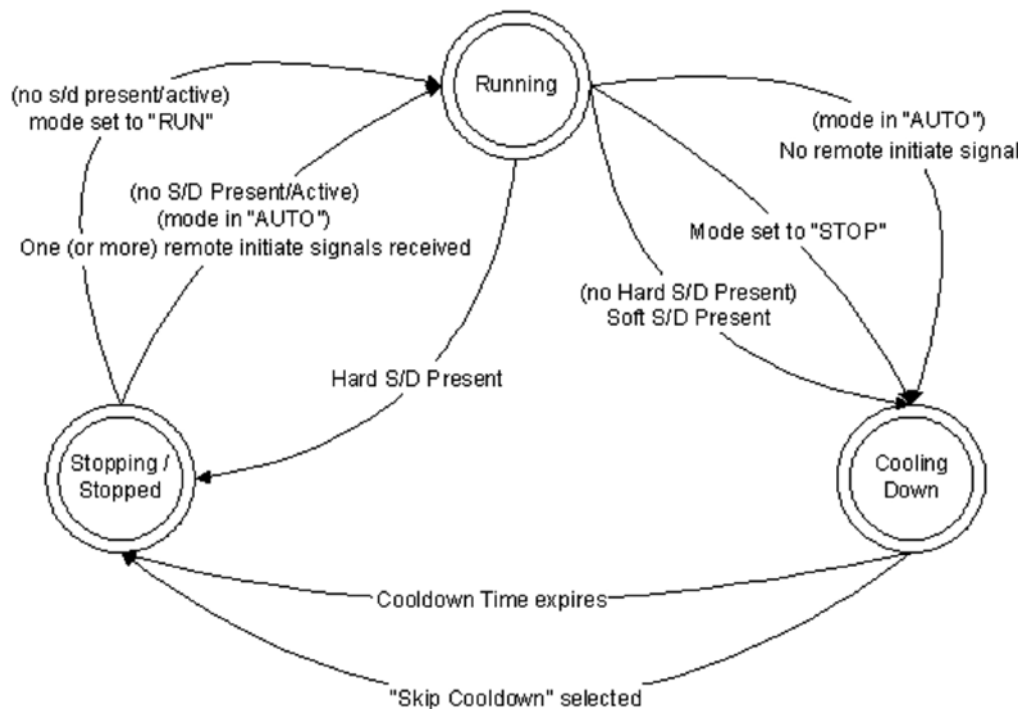 Running
(no s/d present/active)
mode set to "RUN"
(mode in "AUTO")
No remote initiate signal
(no S/D Present/Active)
(mode in "AUTO")
One (or more) remote initiate signals received
Mode set to "STOP"
(no Hard S/D Present)
Soft S/D Present
Hard S/D Present
Stopping /
Stopped
Cooling
Down
Cooldown Time expires
"Skip Cooldown" selected